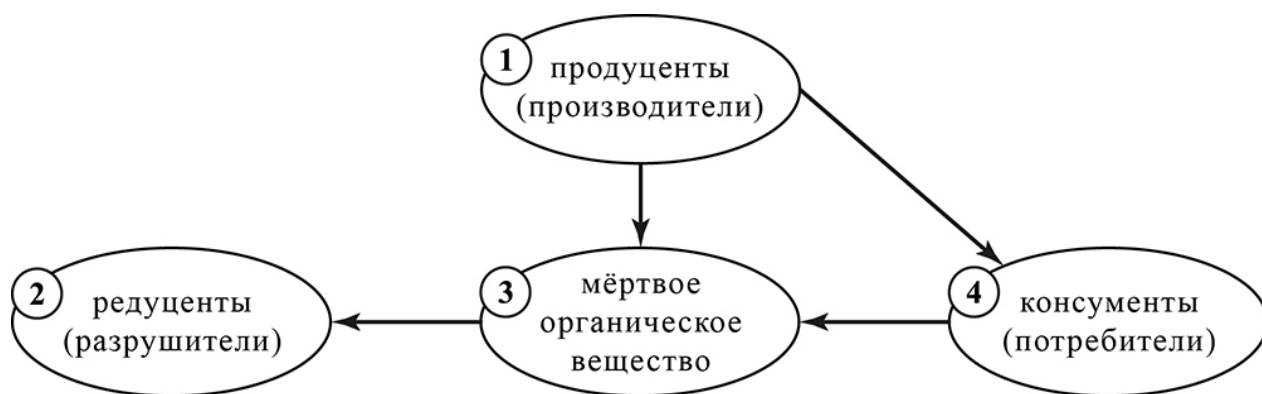 1
продуценты
(производители)
2
редуценты
(разрушители)
3
мёртвое
органическое
вещество
4
консументы
(потребители)